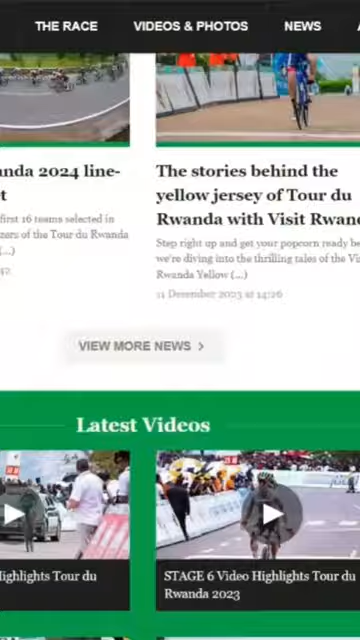 THE RACE VIDEOS & PHOTOS NEWS
anda 2024 line-
t
first 16 teams selected in
zers of the Tour du Rwanda
(...)
42
The stories behind the
yellow jersey of Tour du
Rwanda with Visit Rwan
Step right up and get your popcorn ready be
we're diving into the thrilling tales of the Vis
Rwanda Yellow (...)
11 December 2023 at 14:26
VIEW MORE NEWS >
Latest Videos
Highlights Tour du
STAGE 6 Video Highlights Tour du
Rwanda 2023